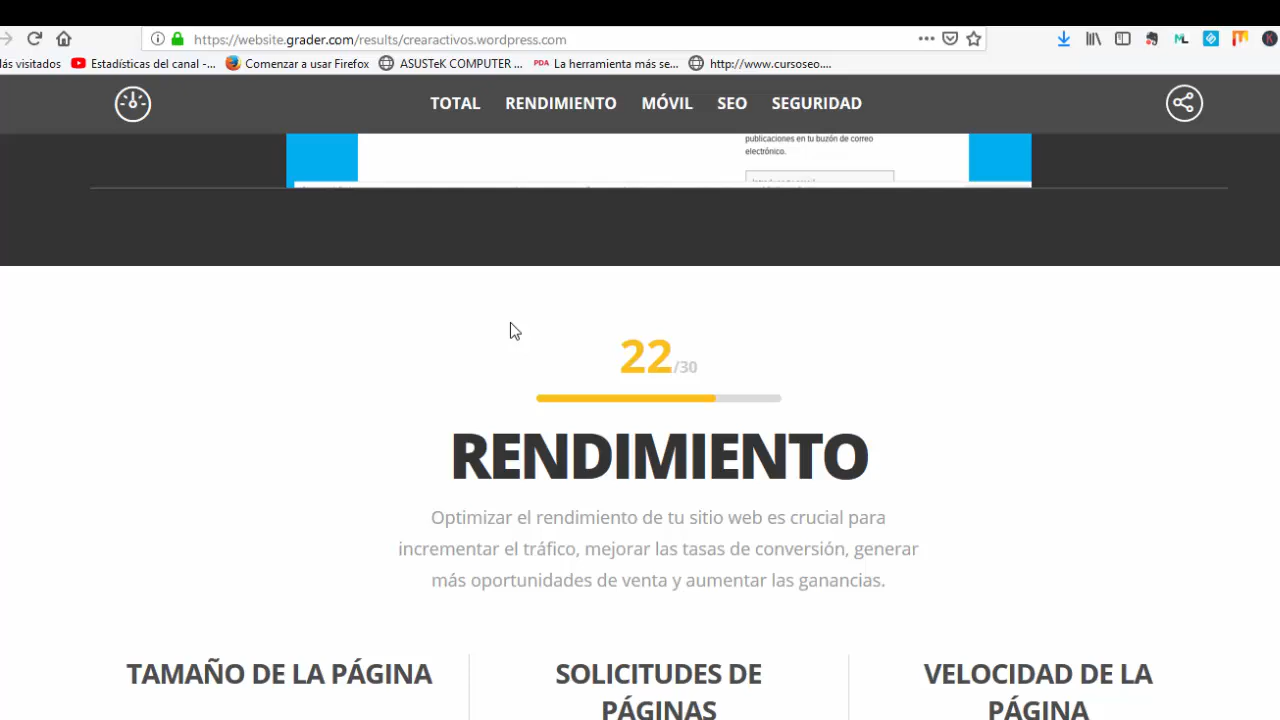 https://website.grader.com/results/crearactivos.wordpress.com
ás visitados Estadísticas del canal -... Comenzar a usar Firefox ASUSTeK COMPUTER ... PDA La herramienta más se... http://www.cursoseo....
TOTAL RENDIMIENTO MÓVIL SEO SEGURIDAD
publicaciones en tu buzón de correo
electrónico.
22/30
RENDIMIENTO
Optimizar el rendimiento de tu sitio web es crucial para
incrementar el tráfico, mejorar las tasas de conversión, generar
más oportunidades de venta y aumentar las ganancias.
TAMAÑO DE LA PÁGINA
SOLICITUDES DE
PÁGINAS
VELOCIDAD DE LA
PÁGINA